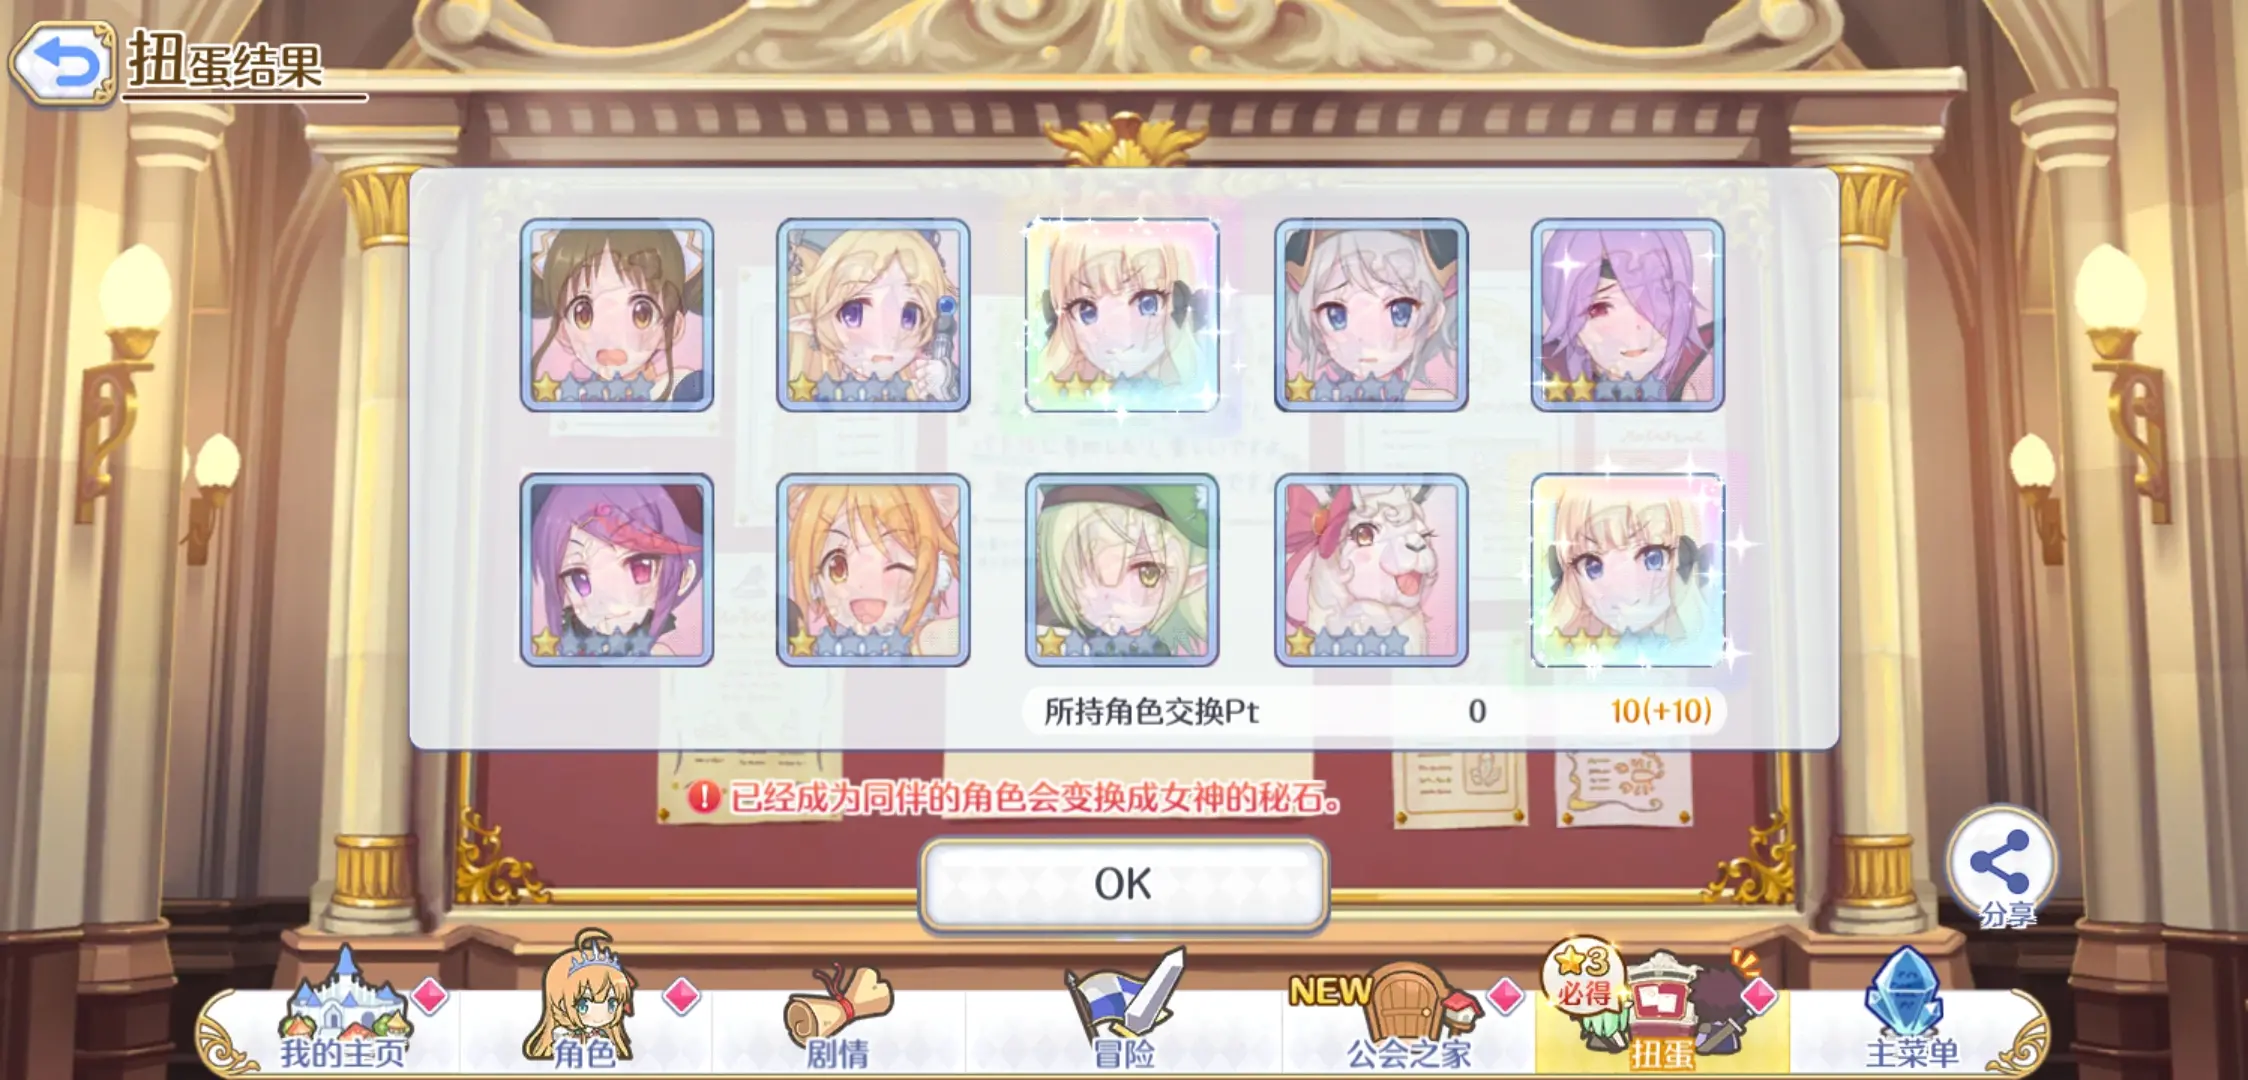 扭蛋结果
所持角色交换Pt 0 10(+10)
已经成为同伴的角色会变换成女神的秘石。
OK
分享
NEW
3
必得
我的主页
角色
剧情
冒险
公会之家
扭蛋
主菜单